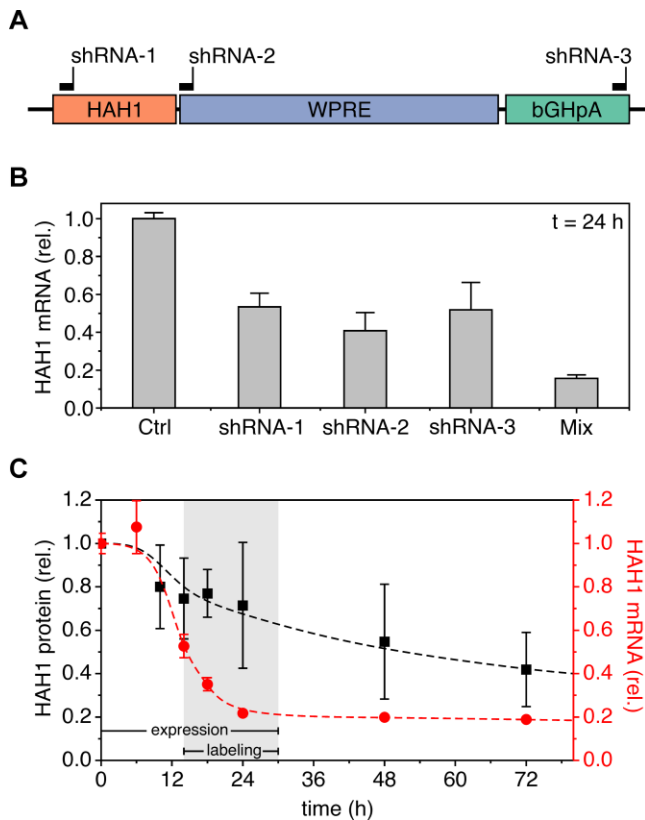 A
shRNA-1 shRNA-2 shRNA-3
HAH1 WPRE bGHpA
B
HAH1 mRNA (rel.)
1.0
0.8
0.6
0.4
0.2
0.0
t = 24 h
Ctrl shRNA-1 shRNA-2 shRNA-3 Mix
C
HAH1 protein (rel.)
1.2
1.0
0.8
0.6
0.4
0.2
0.0
expression
labeling
1.2
1.0
0.8
0.6
0.4
0.2
0.0
HAH1 mRNA (rel.)
0 12 24 36 48 60 72
time (h)